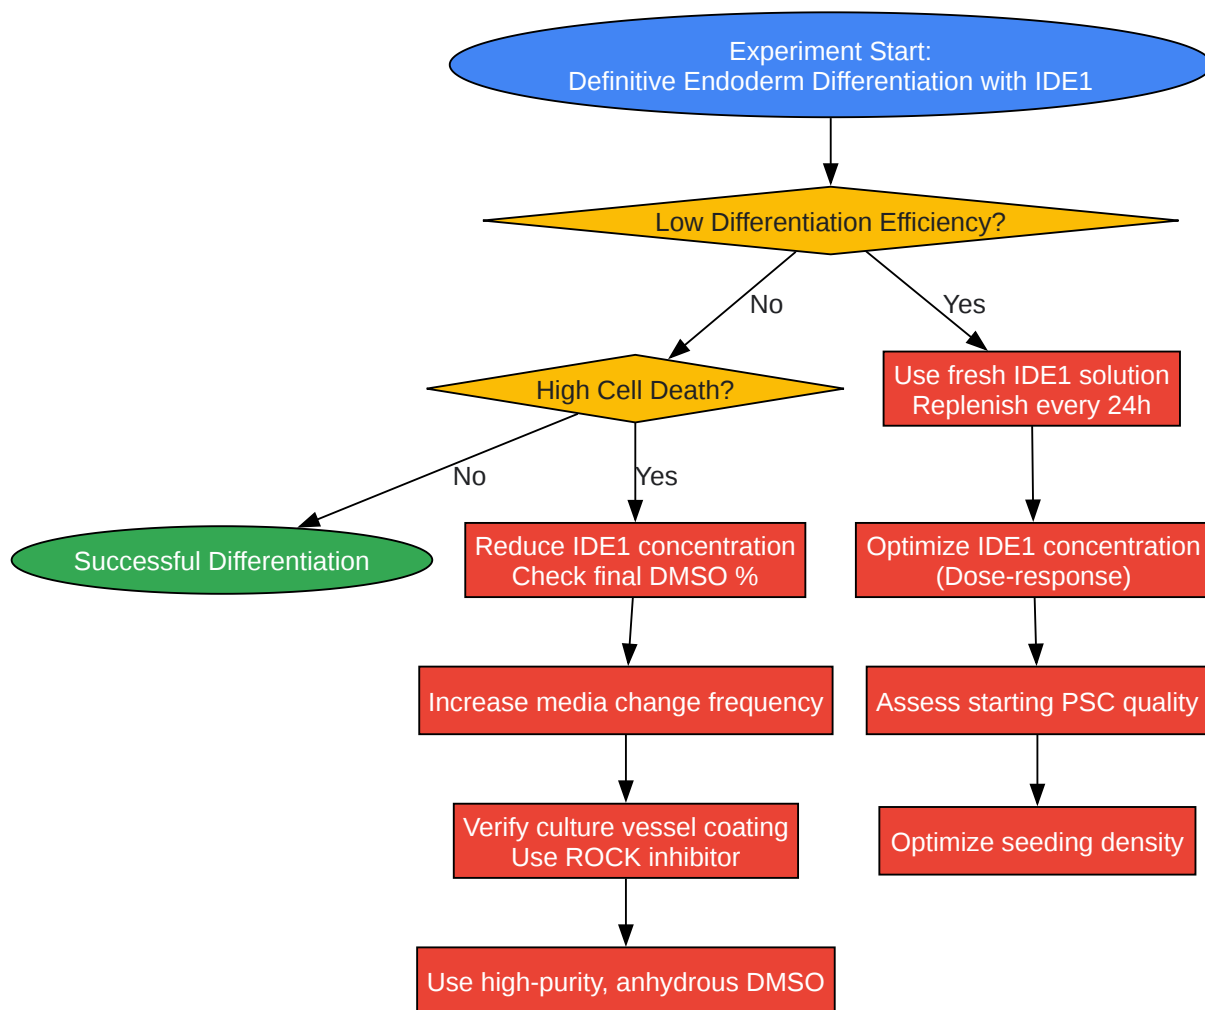 Experiment Start:
Definitive Endoderm Differentiation with IDE1
Low Differentiation Efficiency?
No
Yes
High Cell Death?
Use fresh IDE1 solution
Replenish every 24h
No
Yes
Successful Differentiation
Reduce IDE1 concentration
Check final DMSO %
Optimize IDE1 concentration
(Dose-response)
Increase media change frequency
Assess starting PSC quality
Verify culture vessel coating
Use ROCK inhibitor
Optimize seeding density
Use high-purity, anhydrous DMSO